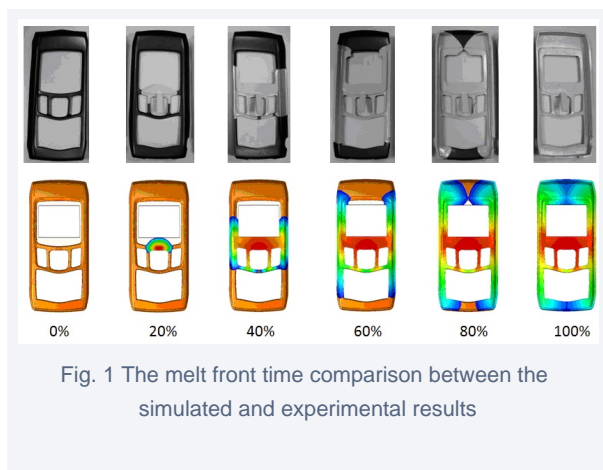 0% 20% 40% 60% 80% 100%
Fig. 1 The melt front time comparison between the
simulated and experimental results